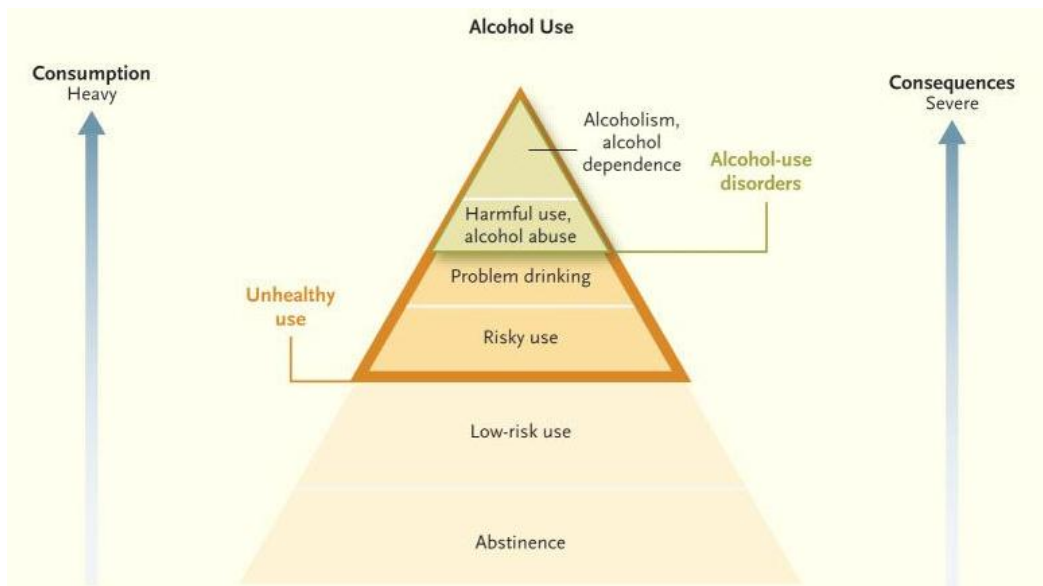 Alcohol Use
Consumption
Heavy
Consequences
Severe
Alcoholism,
alcohol
dependence
Alcohol-use
disorders
Harmful use,
alcohol abuse
Problem drinking
Unhealthy
use
Risky use
Low-risk use
Abstinence